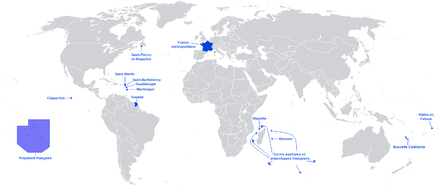 France
métropolitaine
Saint-Pierre-
et-Miquelon
Saint-Martin
Saint-Barthélemy
Guadeloupe
Martinique
Clipperton
Guyane
Mayotte
Réunion
Terres australes et
antarctiques françaises
Wallis-et-
Futuna
Nouvelle-Calédonie
Polynésie française